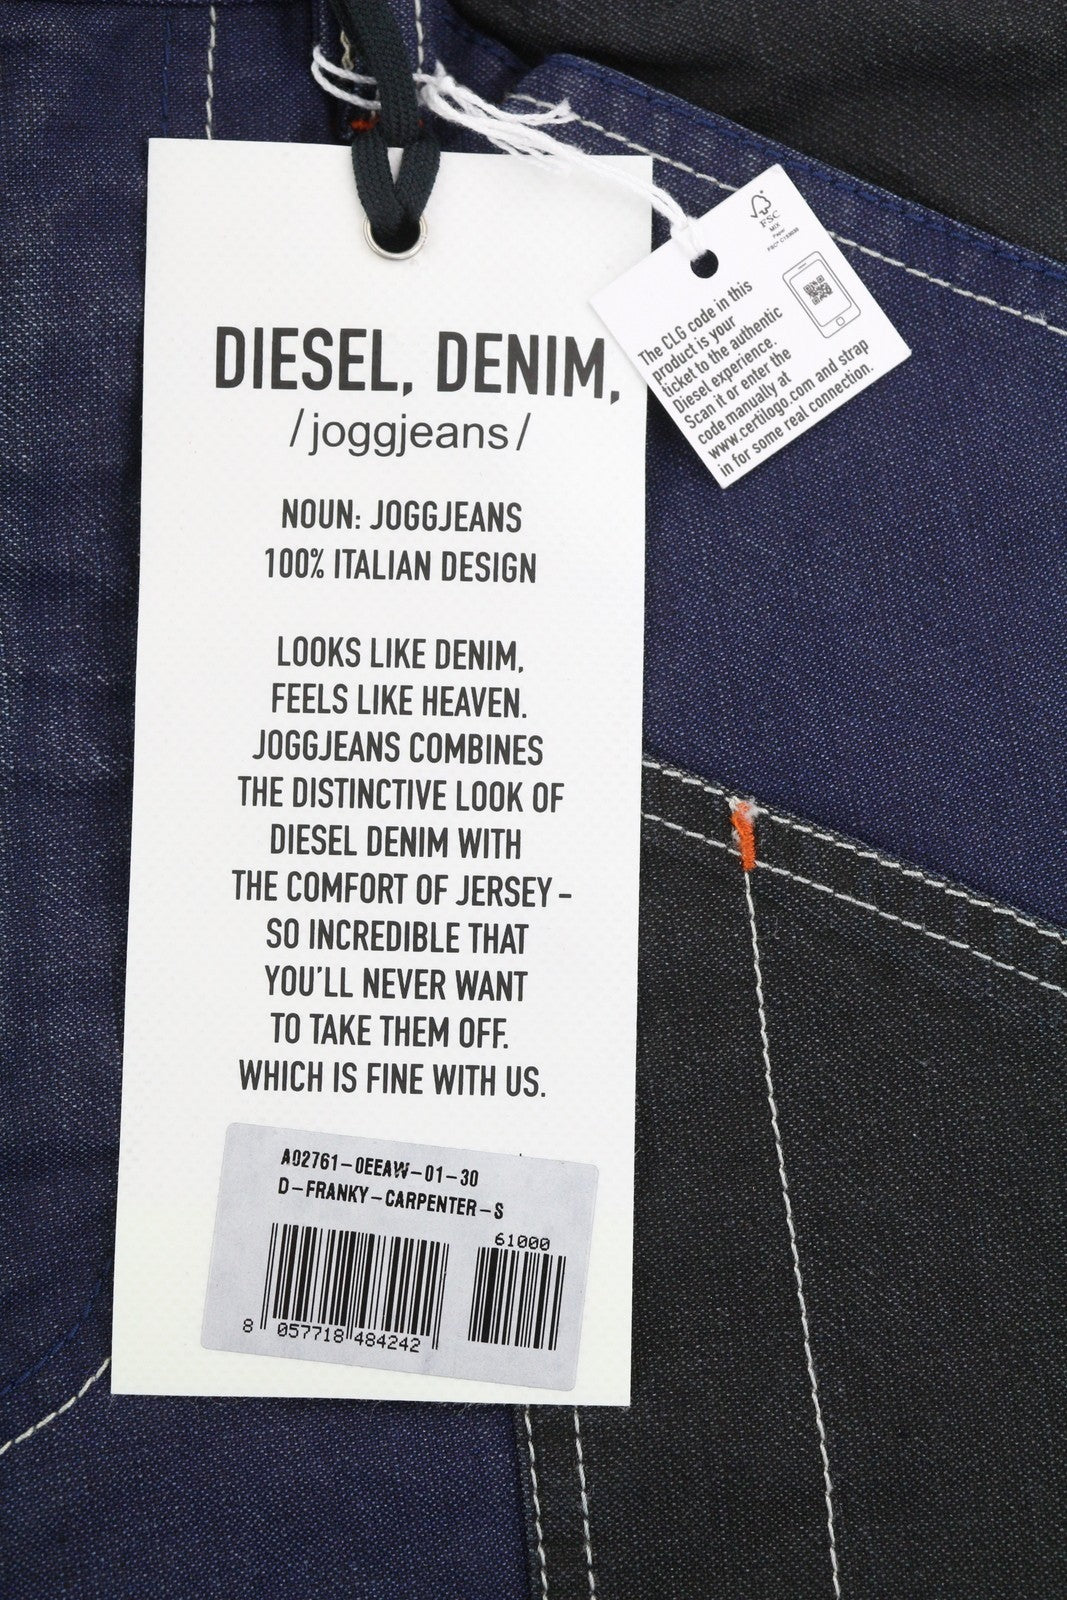 DIESEL, DENIM,
/joggjeans/
NOUN: JOGGJEANS
100% ITALIAN DESIGN
LOOKS LIKE DENIM,
FEELS LIKE HEAVEN.
JOGGJEANS COMBINES
THE DISTINCTIVE LOOK OF
DIESEL DENIM WITH
THE COMFORT OF JERSEY –
SO INCREDIBLE THAT
YOU'LL NEVER WANT
TO TAKE THEM OFF.
WHICH IS FINE WITH US.
A02761-0EEAW-01-30
D-FRANKY-CARPENTER-S
61000
8 057718 484242
FSC
MIX
Paper
The CLG code in this
product is your
ticket to the authentic
Diesel experience.
Scan it or enter the
code manually at
www.certilogo.com and strap
in for some real connection.